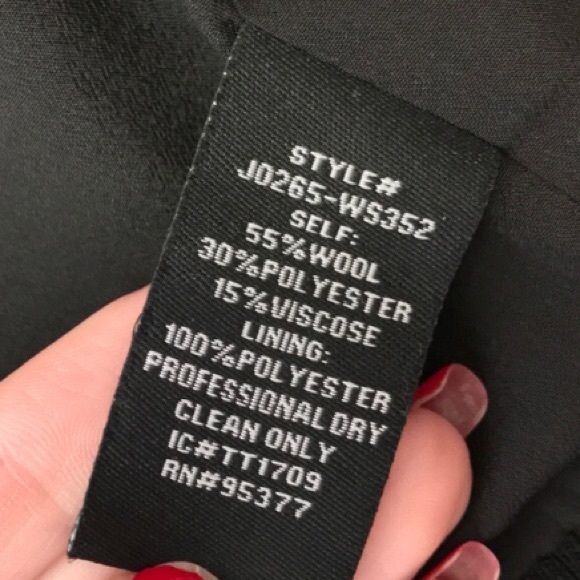 STYLE#
J0265-WS352
SELF:
55%WOOL
30%POLYESTER
15%VISCOSE
LINING:
100%POLYESTER
PROFESSIONAL DRY
CLEAN ONLY
IC#TT1709
RN#95377